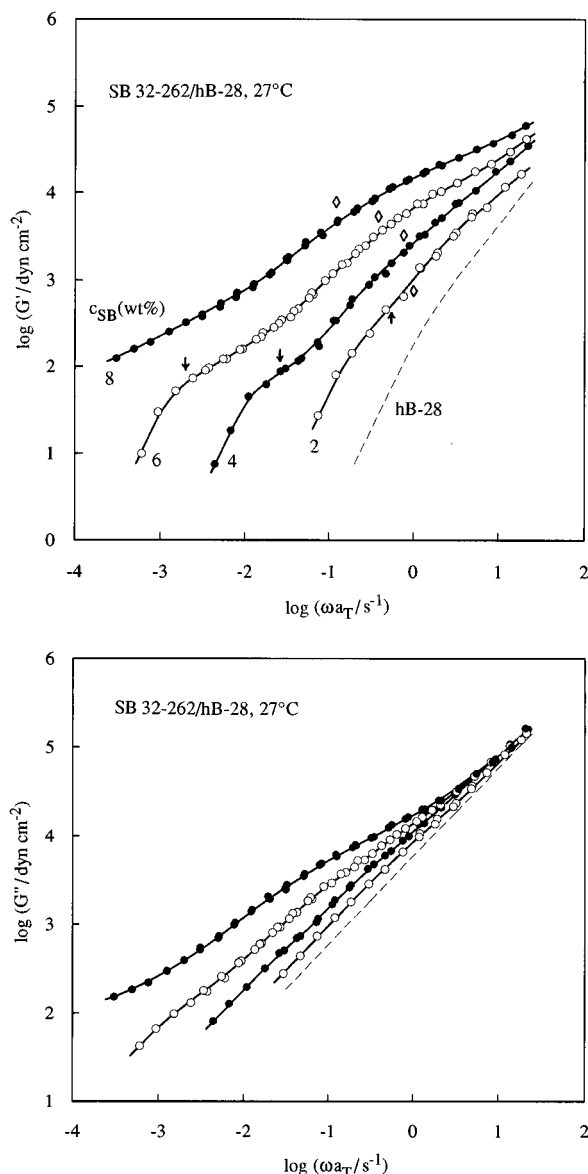 SB 32-262/hB-28, 27°C
log (G'/dyn cm⁻²)
6
5
4
3
2
1
0
c_SB(wt%)
8
6
4
2
hB-28
-4 -3 -2 -1 0 1 2
log (ωa_T/s⁻¹)
SB 32-262/hB-28, 27°C
log (G''/dyn cm⁻²)
6
5
4
3
2
1
-4 -3 -2 -1 0 1 2
log (ωa_T/s⁻¹)